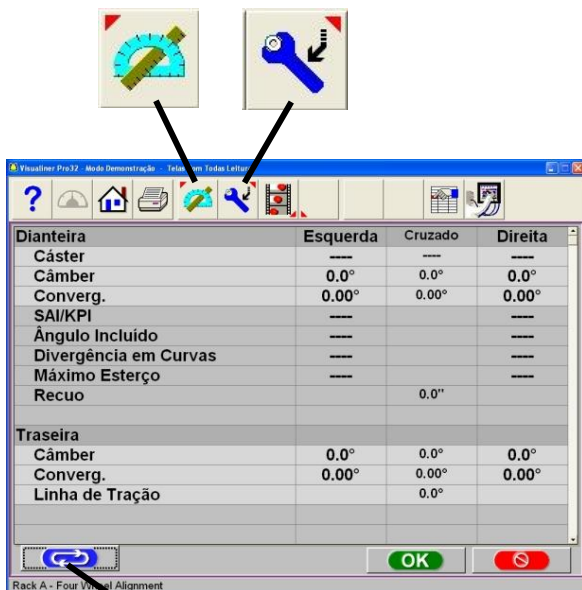 Visualiner Pro32 - Modo Demonstração - Telas om Todas Leitur
?
Dianteira Esquerda Cruzado Direita
Cáster ---- ---- ----
Câmber 0.0° 0.0° 0.0°
Converg. 0.00° 0.00° 0.00°
SAI/KPI ---- ----
Ângulo Incluído ---- ----
Divergência em Curvas ---- ----
Máximo Esterço ---- ----
Recuo 0.0"
Traseira
Câmber 0.0° 0.0° 0.0°
Converg. 0.00° 0.00° 0.00°
Linha de Tração 0.0°
OK
Rack A - Four Wheel Alignment